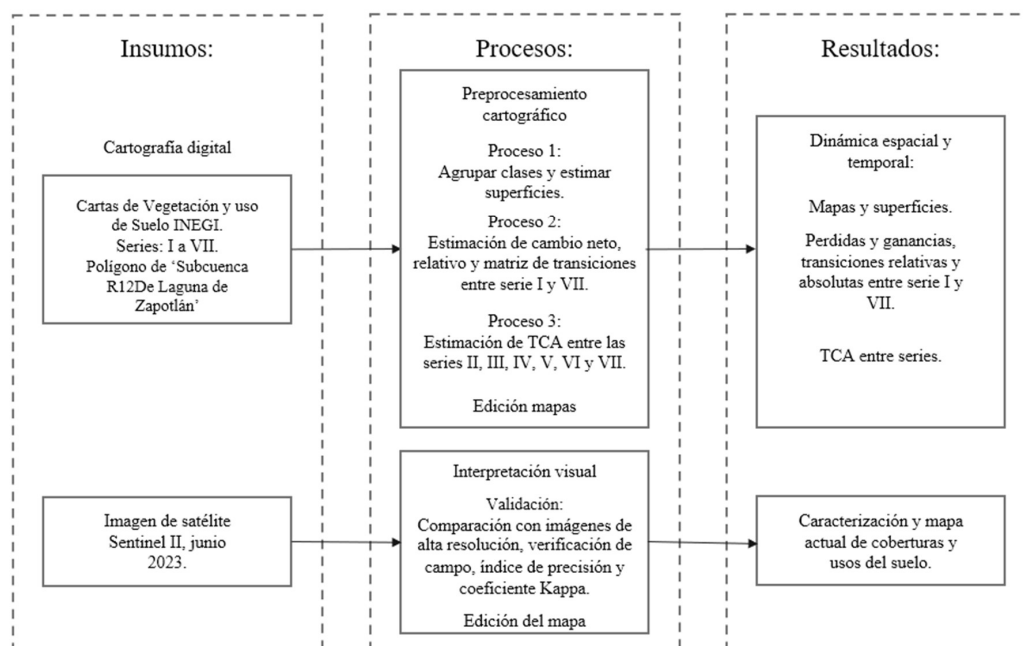 Insumos:
Cartografía digital
Cartas de Vegetación y uso
de Suelo INEGI.
Series: I a VII.
Polígono de ‘Subcuenca
R12De Laguna de
Zapotlán’
Imagen de satélite
Sentinel II, junio
2023.
Procesos:
Preprocesamiento
cartográfico
Proceso 1:
Agrupar clases y estimar
superfícies.
Proceso 2:
Estimación de cambio neto,
relativo y matriz de transiciones
entre serie I y VII.
Proceso 3:
Estimación de TCA entre las
series II, III, IV, V, VI y VII.
Edición mapas
Interpretación visual
Validación:
Comparación con imágenes de
alta resolución, verificación de
campo, índice de precisión y
coeficiente Kappa.
Edición del mapa
Resultados:
Dinámica espacial y
temporal:
Mapas y superficies.
Perdidas y ganancias,
transiciones relativas y
absolutas entre serie I y
VII.
TCA entre series.
Caracterización y mapa
actual de coberturas y
usos del suelo.